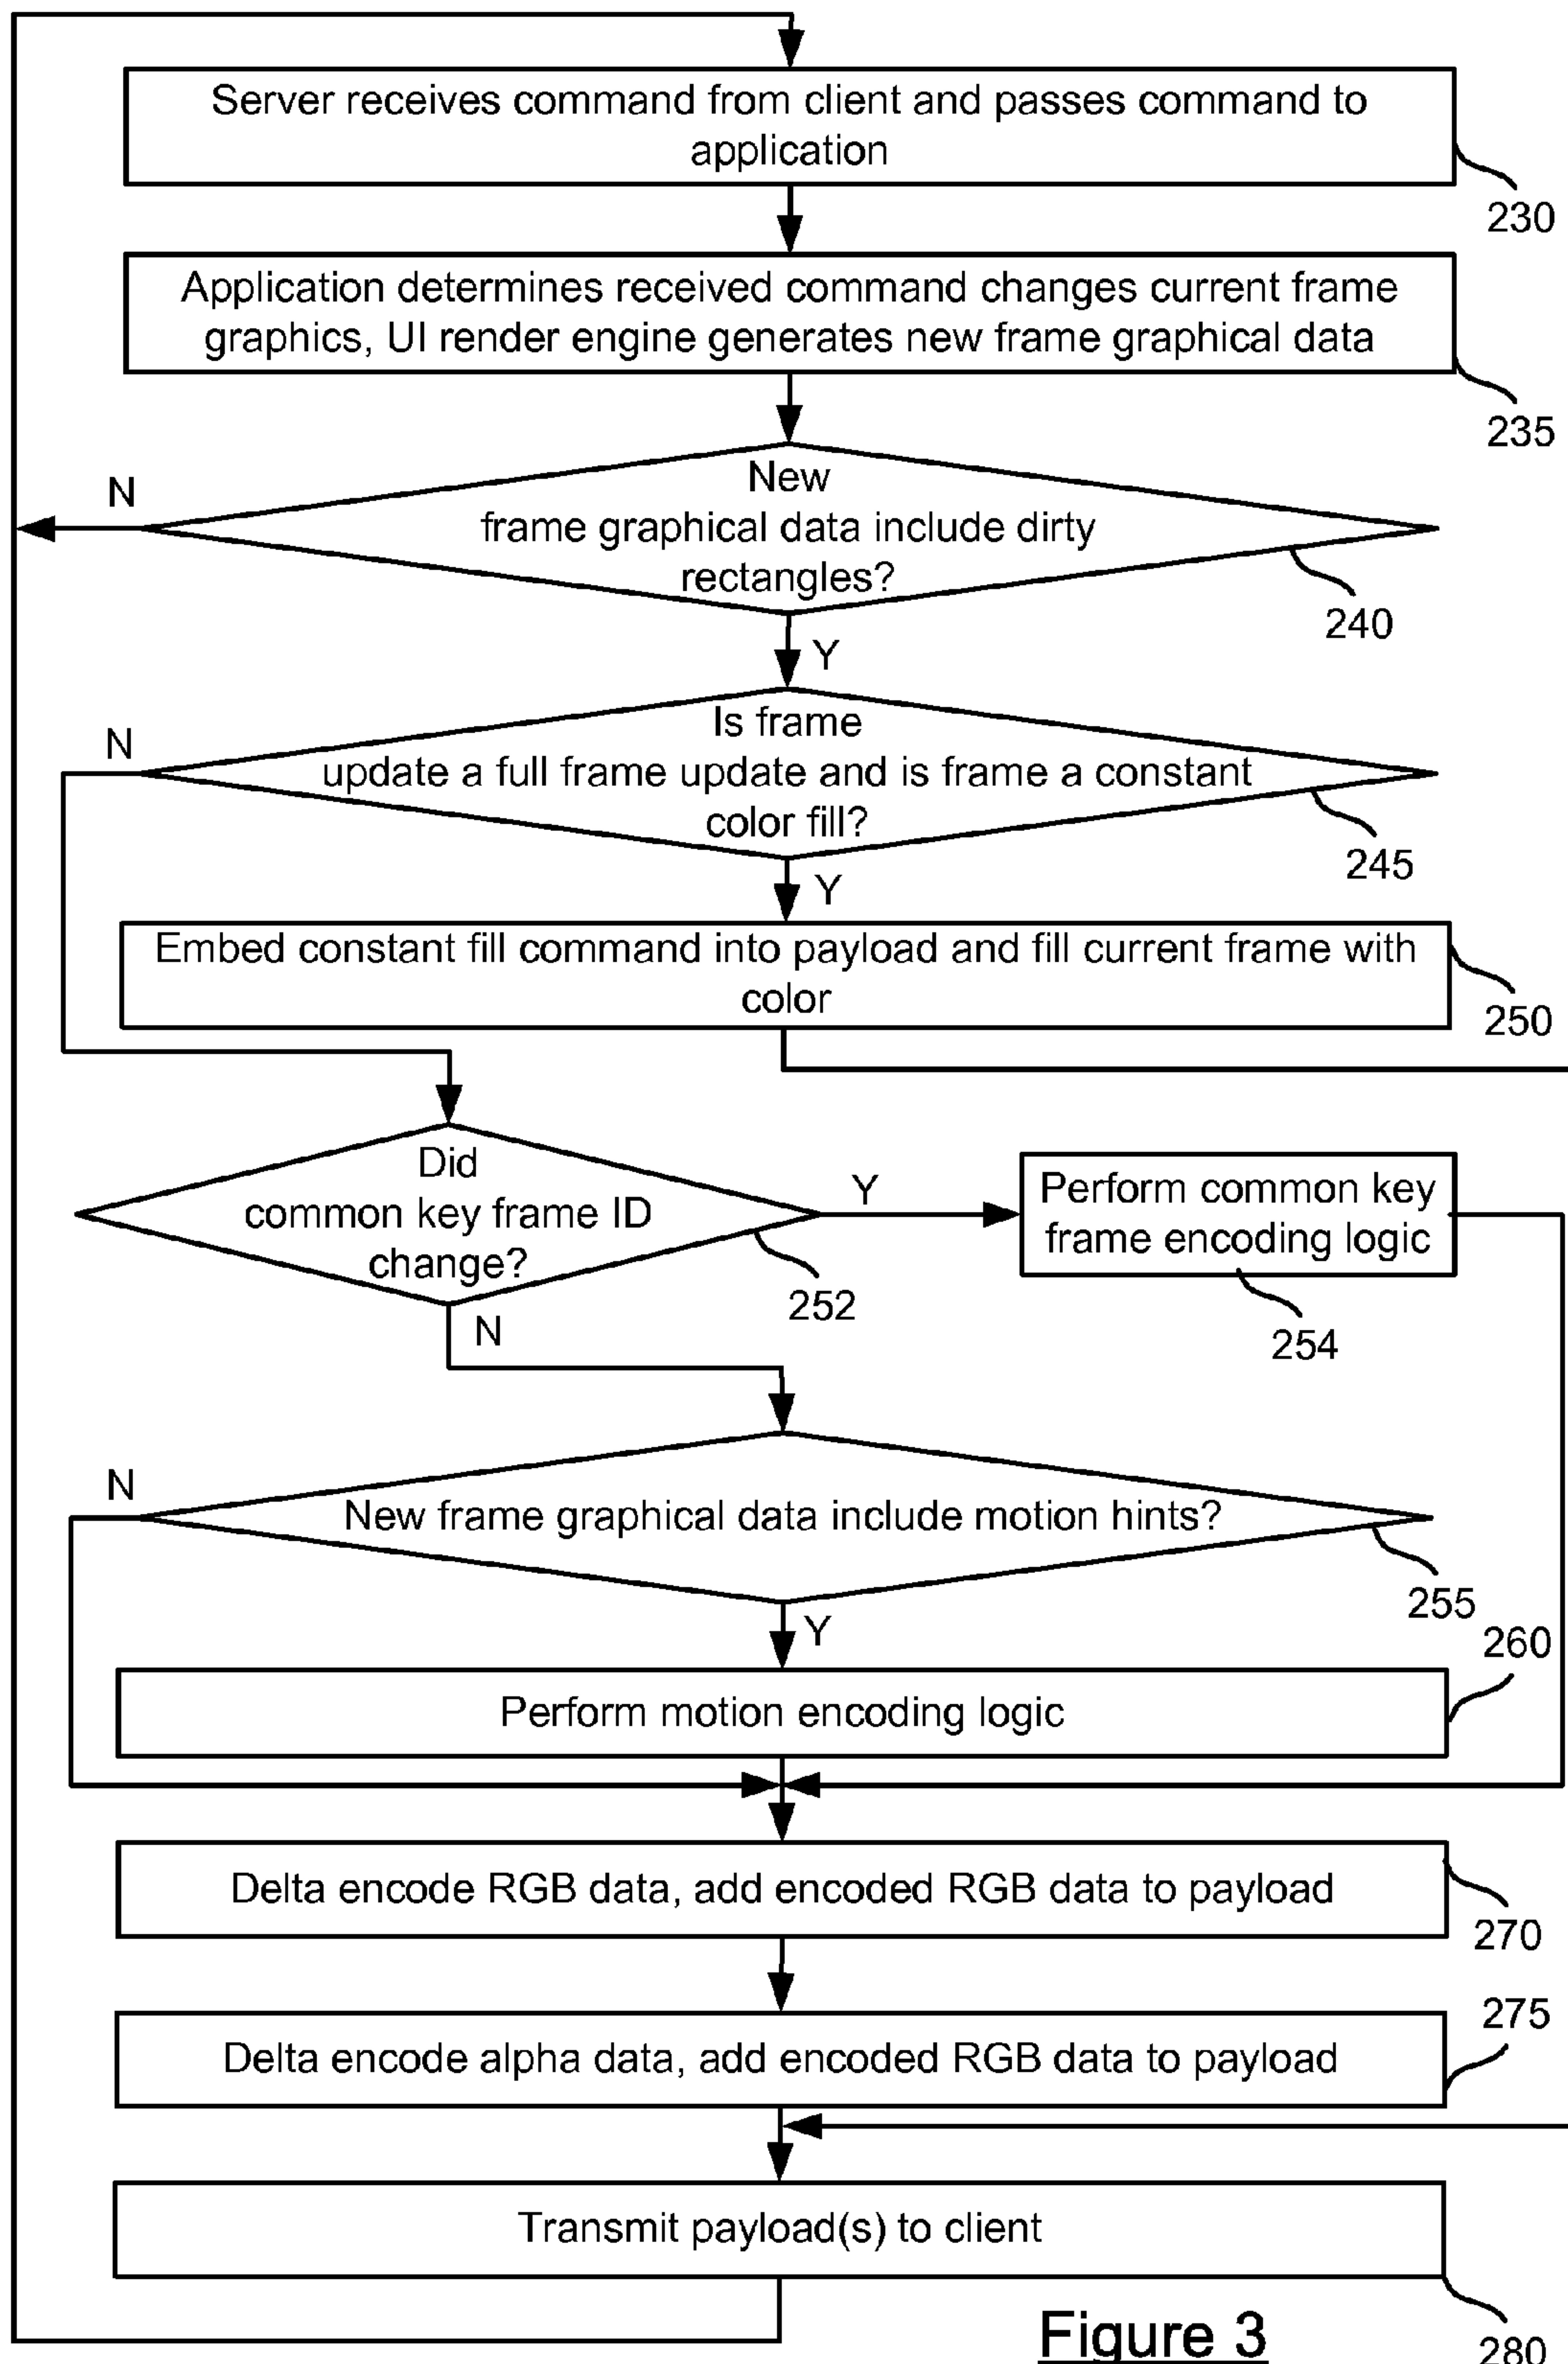 Server receives command from client and passes command to
application
230
Application determines received command changes current frame
graphics, UI render engine generates new frame graphical data
235
N
New
frame graphical data include dirty
rectangles?
240
Y
N
Is frame
update a full frame update and is frame a constant
color fill?
245
Y
Embed constant fill command into payload and fill current frame with
color
250
Did
common key frame ID
change?
252
Y
Perform common key
frame encoding logic
254
N
N
New frame graphical data include motion hints?
255
Y
260
Perform motion encoding logic
Delta encode RGB data, add encoded RGB data to payload
270
275
Delta encode alpha data, add encoded RGB data to payload
Transmit payload(s) to client
280
Figure 3